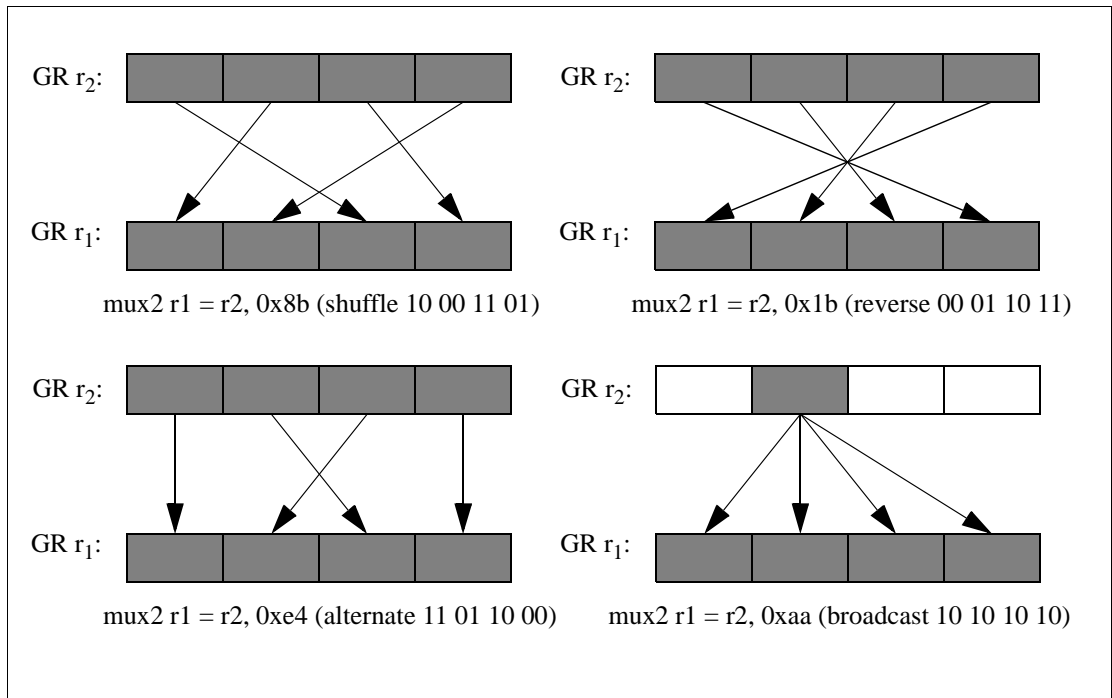 GR r2: GR r2:
GR r1: GR r1:
mux2 r1 = r2, 0x8b (shuffle 10 00 11 01) mux2 r1 = r2, 0x1b (reverse 00 01 10 11)
GR r2: GR r2:
GR r1: GR r1:
mux2 r1 = r2, 0xe4 (alternate 11 01 10 00) mux2 r1 = r2, 0xaa (broadcast 10 10 10 10)